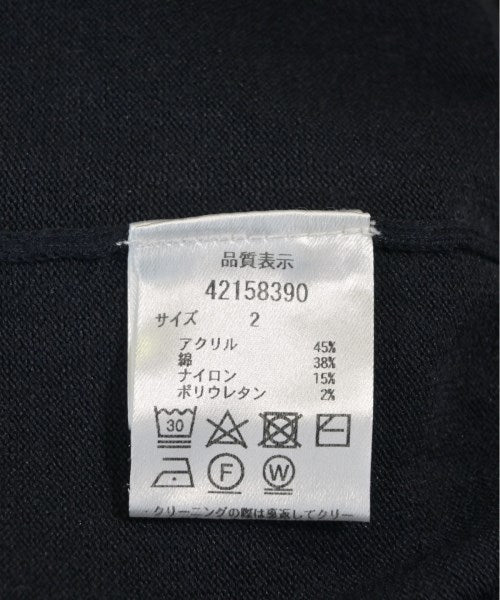 品質表示
42158390
サイズ 2
アクリル 45%
綿 38%
ナイロン 15%
ポリウレタン 2%
30
F W
クリーニングの際は裏返してクリー